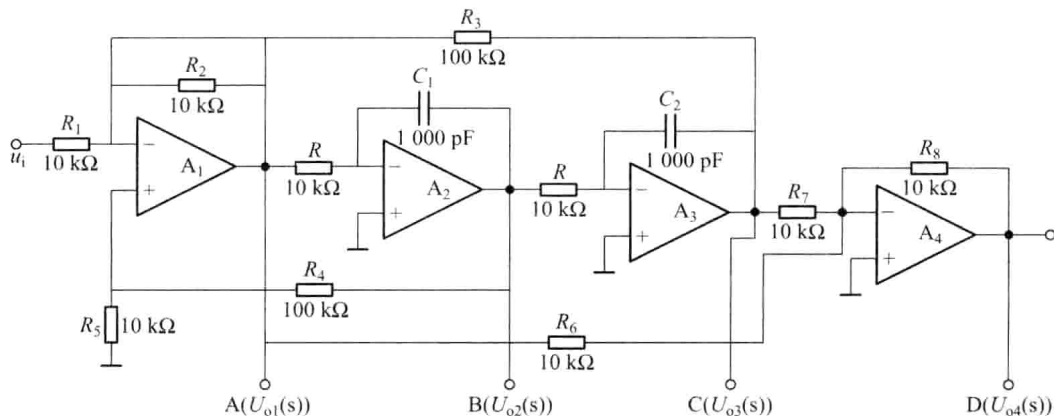 R₃
100 kΩ
R₂
10 kΩ
C₁
1 000 pF
C₂
1 000 pF
R₁
10 kΩ
uᵢ
−
+
A₁
R
10 kΩ
−
+
A₂
R
10 kΩ
−
+
A₃
R₇
10 kΩ
R₈
10 kΩ
−
+
A₄
R₄
100 kΩ
R₅ 10 kΩ
R₆
10 kΩ
A(Uₒ₁(s)) B(Uₒ₂(s)) C(Uₒ₃(s)) D(Uₒ₄(s))